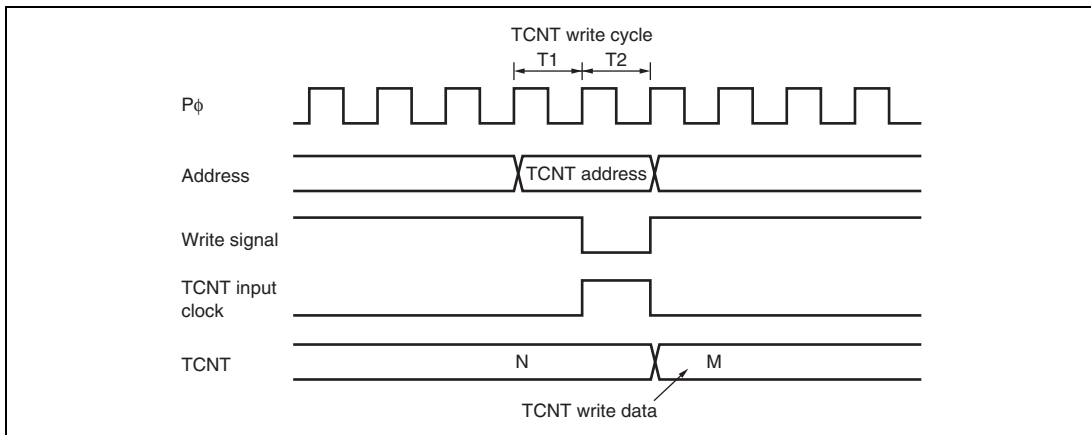 TCNT write cycle
T1 T2
Pϕ
Address
TCNT address
Write signal
TCNT input
clock
TCNT
N
M
TCNT write data